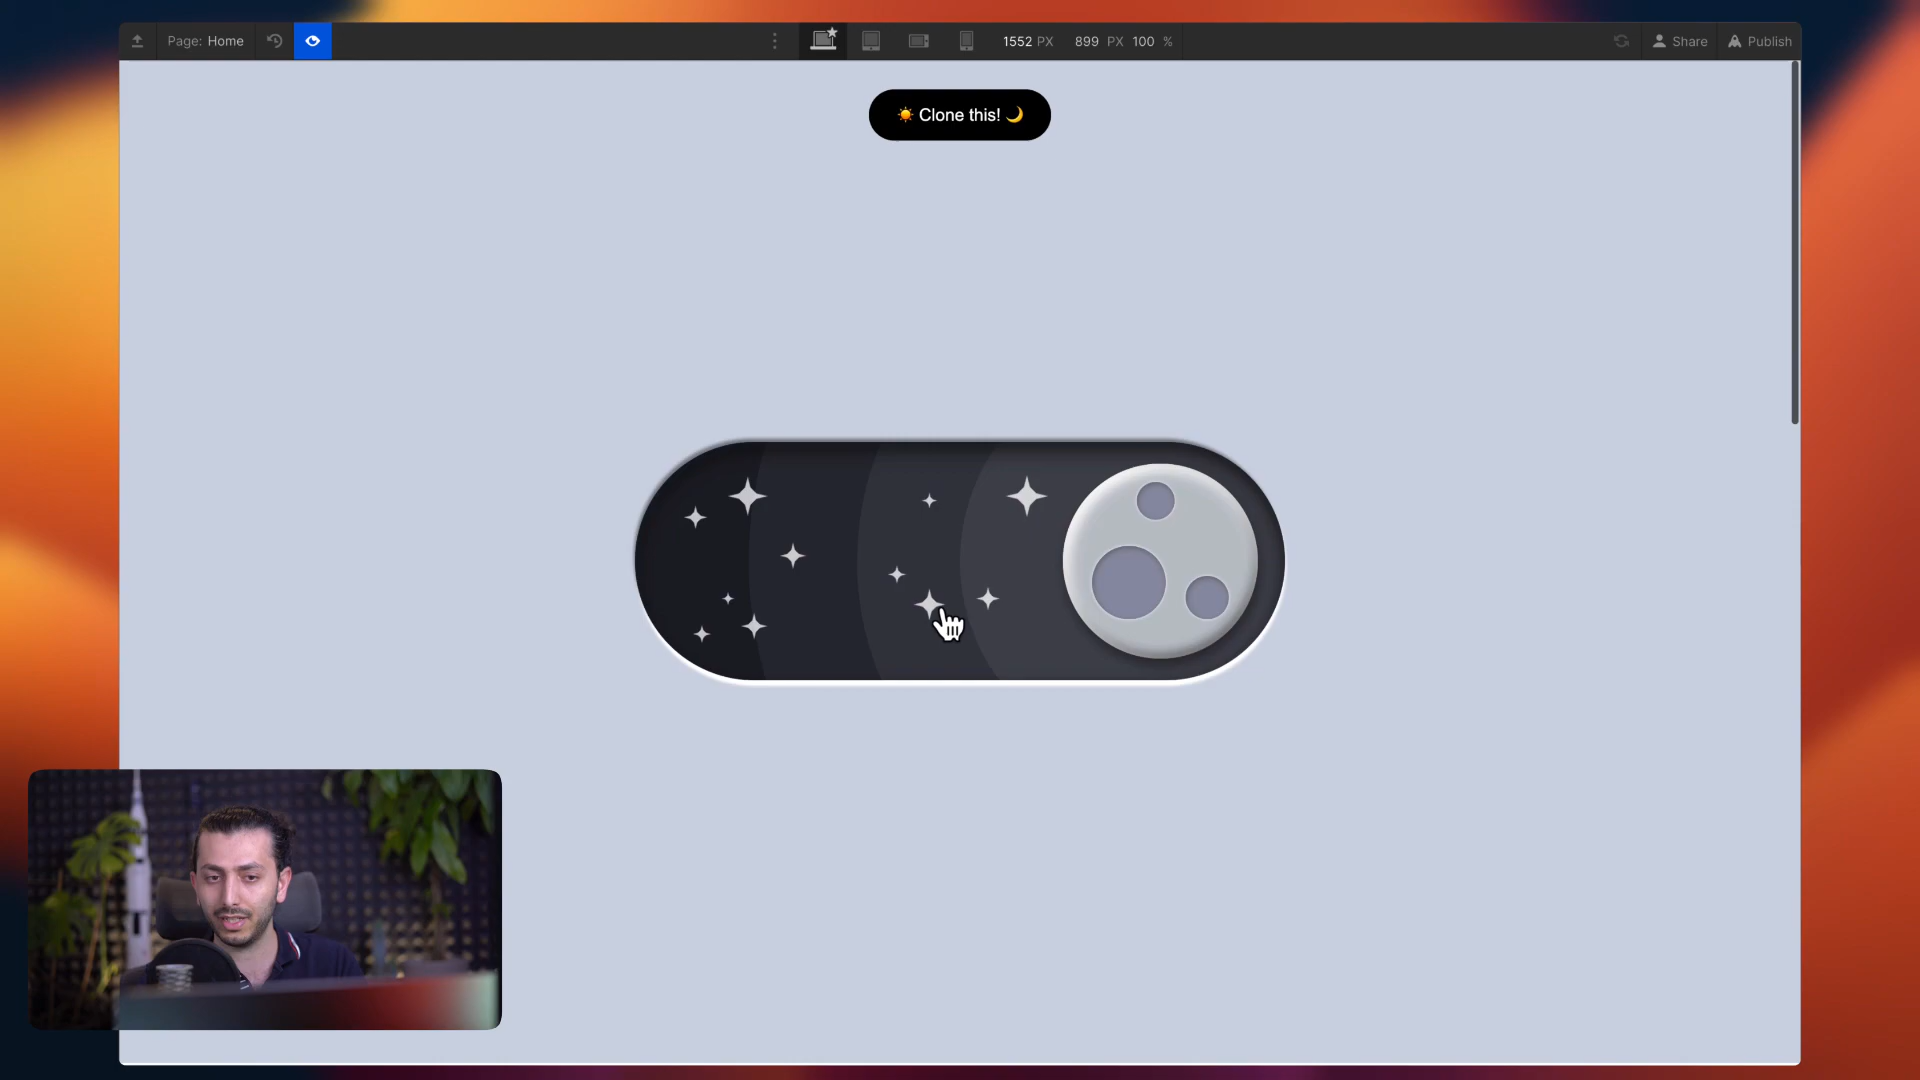 Page: Home
1552 PX 899 PX 100 %
Share
Publish
☀️ Clone this! 🌙